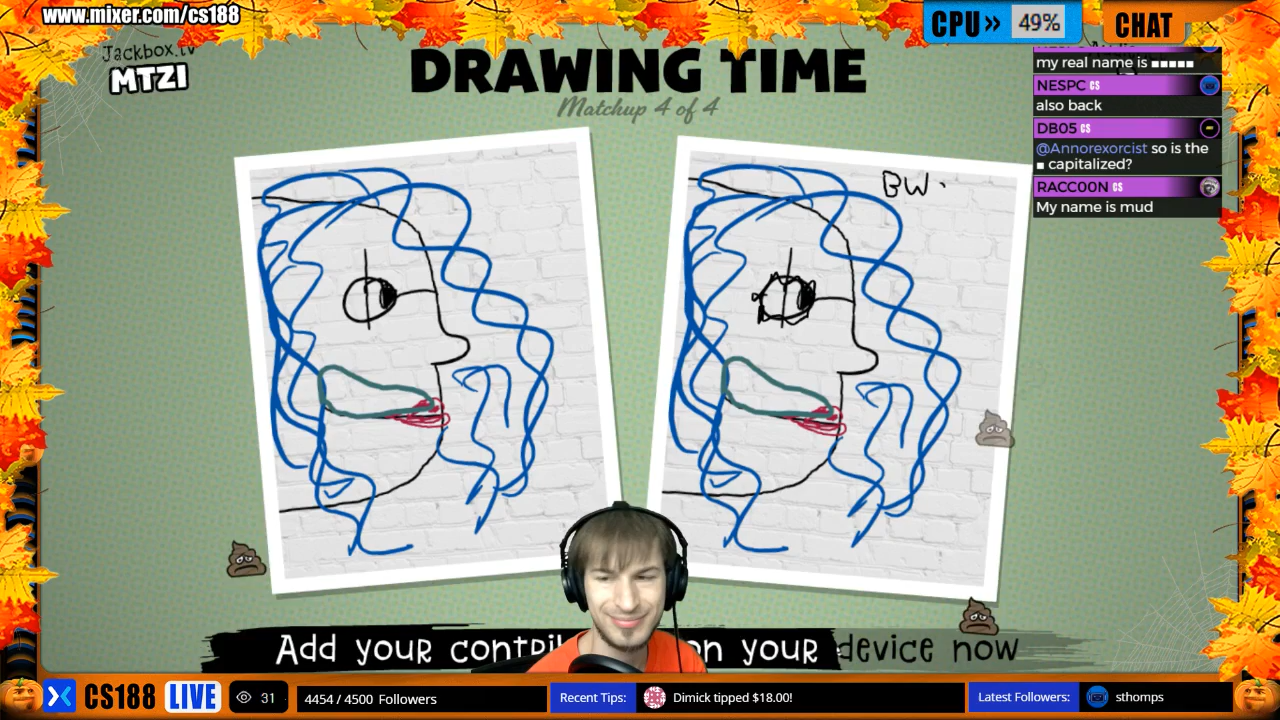 www.mixer.com/cs188
Jackbox.tv
MTZI
DRAWING TIME
Matchup 4 of 4
BW.
CPU>> 49%
CHAT
my real name is ▪▪▪▪▪
NESPC CS
also back
DB05 CS
@Annorexorcist so is the
▪ capitalized?
RACC00N CS
My name is mud
Add your contri on your device now
CS188 LIVE
31
4454 / 4500 Followers
Recent Tips:
Dimick tipped $18.00!
Latest Followers:
sthomps